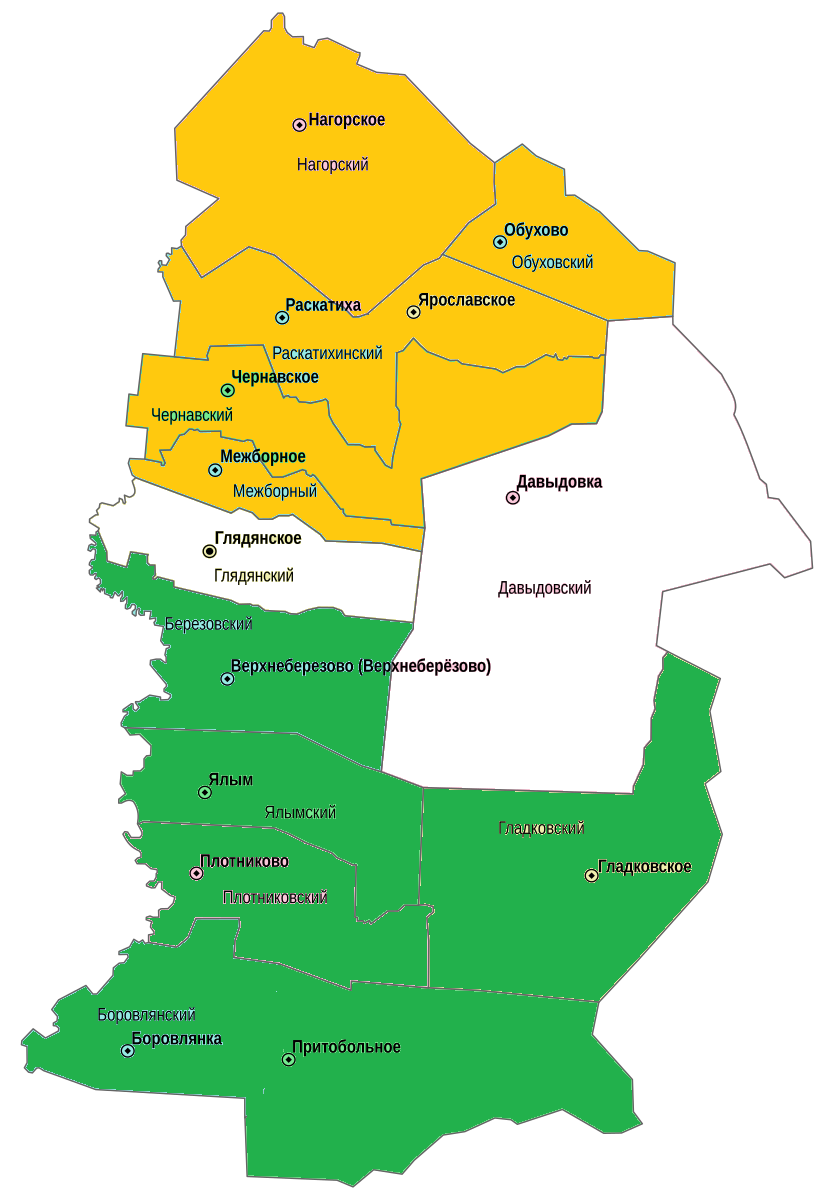 Нагорское
Нагорский
Обухово
Обуховский
Ярославское
Раскатиха
Раскатихинский
Чернавское
Чернавский
Межборное
Межборный
Давыдовка
Глядянское
Глядянский
Давыдовский
Березовский
Верхнеберезово (Верхнеберёзово)
Ялым
Ялымский
Гладковский
Плотниково
Гладковское
Плотниковский
Боровлянский
Боровлянка
Притобольное